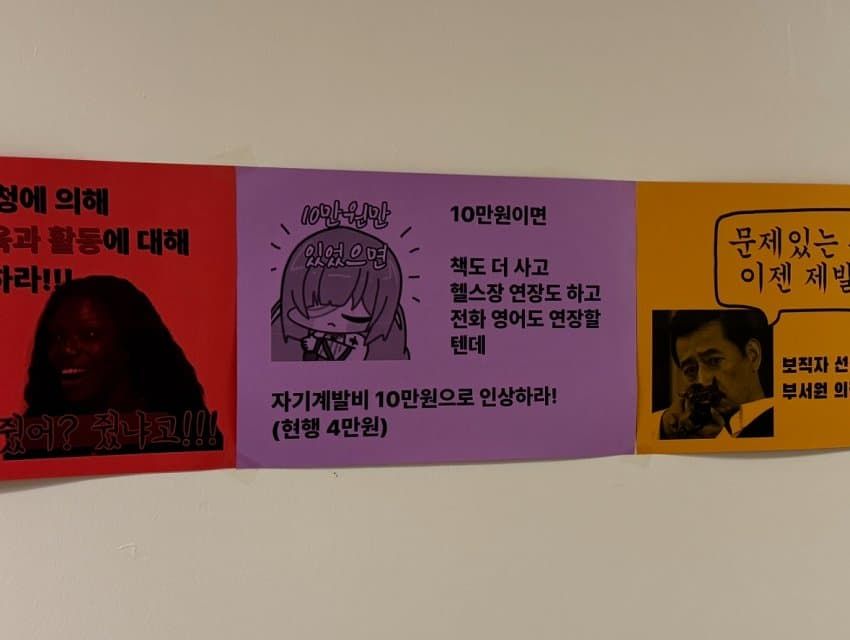 청에 의해
육과 활동에 대해
하라!!!
줬어? 줬냐고!!!
10만원만
있었으면
10만원이면
책도 더 사고
헬스장 연장도 하고
전화 영어도 연장할
텐데
자기계발비 10만원으로 인상하라!
(현행 4만원)
문제있는
이젠 제발
보직자 선
부서원 의